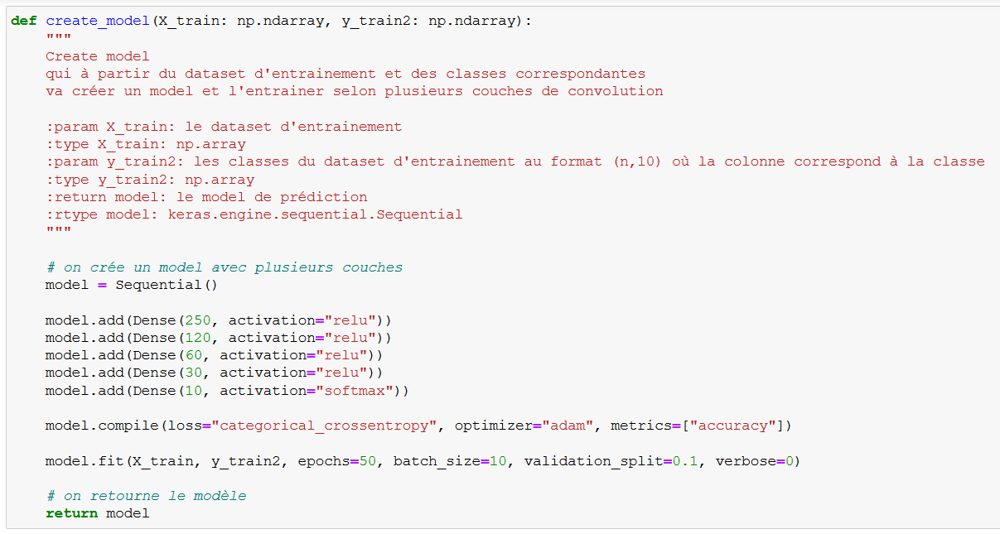 def create_model(X_train: np.ndarray, y_train2: np.ndarray):
    """
    Create model
    qui à partir du dataset d'entrainement et des classes correspondantes
    va créer un model et l'entrainer selon plusieurs couches de convolution

    :param X_train: le dataset d'entrainement
    :type X_train: np.array
    :param y_train2: les classes du dataset d'entrainement au format (n,10) où la colonne correspond à la classe
    :type y_train2: np.array
    :return model: le model de prédiction
    :rtype model: keras.engine.sequential.Sequential
    """

    # on crée un model avec plusieurs couches
    model = Sequential()

    model.add(Dense(250, activation="relu"))
    model.add(Dense(120, activation="relu"))
    model.add(Dense(60, activation="relu"))
    model.add(Dense(30, activation="relu"))
    model.add(Dense(10, activation="softmax"))

    model.compile(loss="categorical_crossentropy", optimizer="adam", metrics=["accuracy"])

    model.fit(X_train, y_train2, epochs=50, batch_size=10, validation_split=0.1, verbose=0)

    # on retourne le modèle
    return model